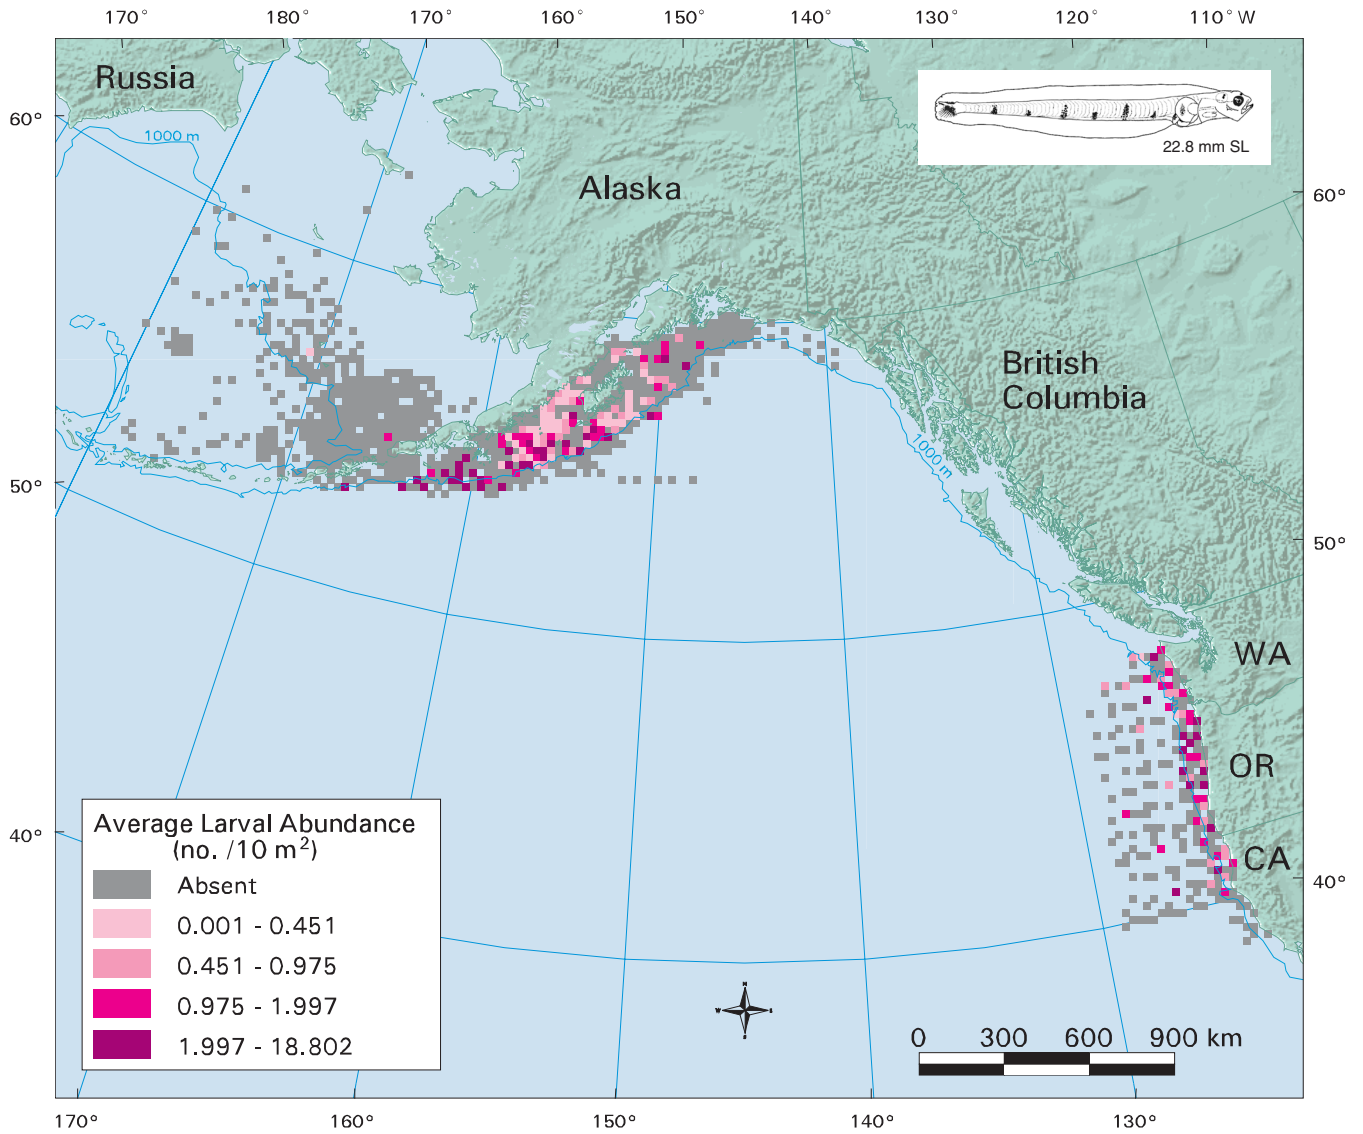 170° 180° 170° 160° 150° 140° 130° 120° 110° W
Russia
60°
1000 m
22.8 mm SL
Alaska
60°
British
Columbia
1000 m
50°
50°
WA
OR
CA
40°
40°
Average Larval Abundance
(no. /10 m²)
Absent
0.001 - 0.451
0.451 - 0.975
0.975 - 1.997
1.997 - 18.802
N
W
S
0 300 600 900 km
170° 160° 150° 140° 130°